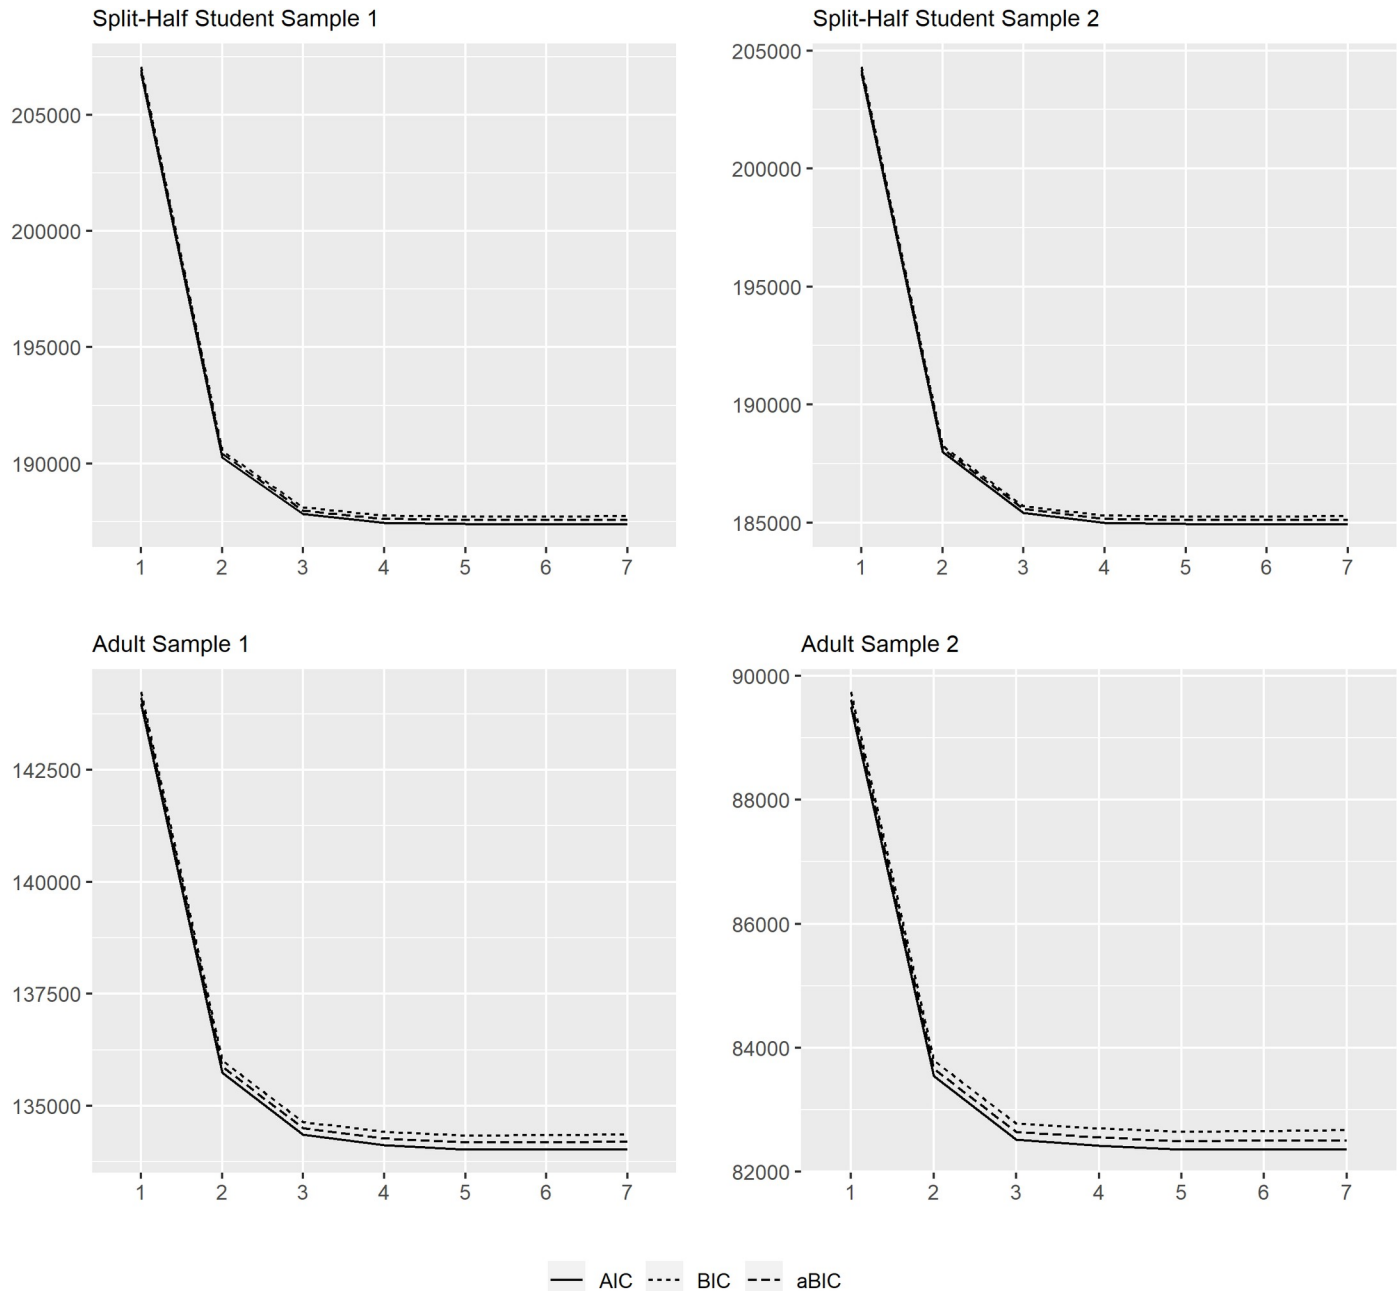 Split-Half Student Sample 1
205000
200000
195000
190000
1 2 3 4 5 6 7
Split-Half Student Sample 2
205000
200000
195000
190000
185000
1 2 3 4 5 6 7
Adult Sample 1
142500
140000
137500
135000
1 2 3 4 5 6 7
Adult Sample 2
90000
88000
86000
84000
82000
1 2 3 4 5 6 7
AIC BIC aBIC